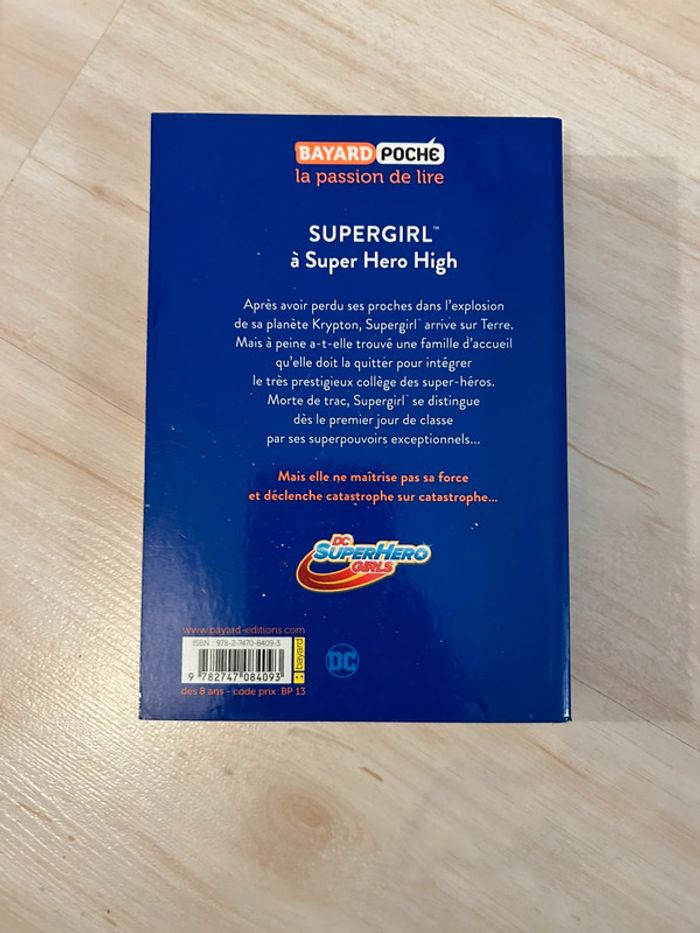 BAYARD POCHE
la passion de lire
SUPERGIRL™
à Super Hero High
Après avoir perdu ses proches dans l'explosion
de sa planète Krypton, Supergirl™ arrive sur Terre.
Mais à peine a-t-elle trouvé une famille d'accueil
qu'elle doit la quitter pour intégrer
le très prestigieux collège des super-héros.
Morte de trac, Supergirl™ se distingue
dès le premier jour de classe
par ses superpouvoirs exceptionnels...
Mais elle ne maîtrise pas sa force
et déclenche catastrophe sur catastrophe...
DC
SUPERHERO
GIRLS
www.bayard-editions.com
ISBN : 978-2-7470-8409-3
bayard
9 782747 084093
DC
dès 8 ans - code prix : BP 13